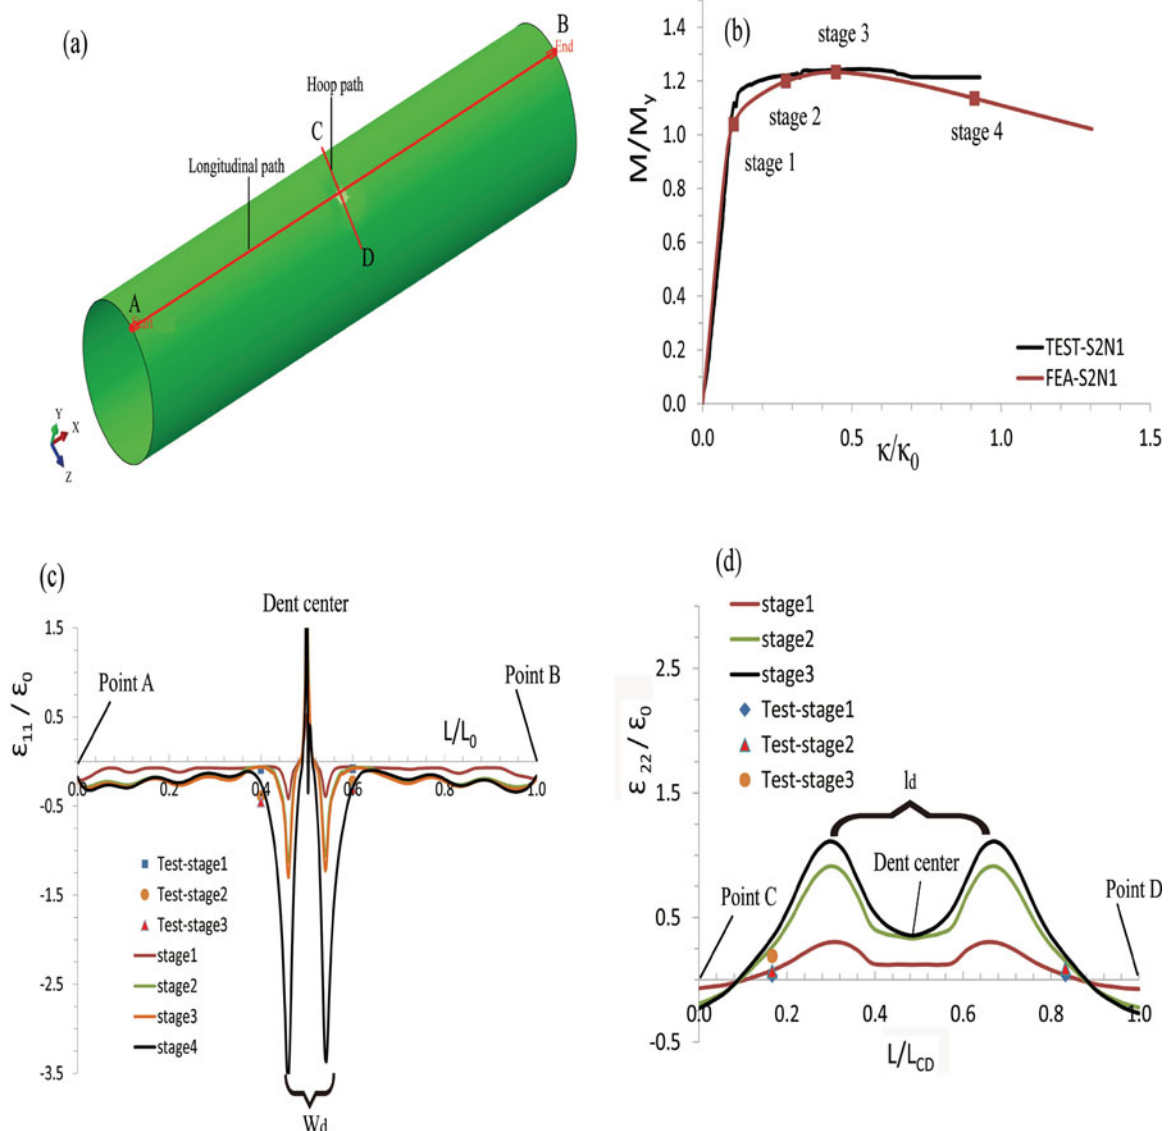 (a)
B
End
Hoop path
C
Longitudinal path
D
A
Start
Y
X
Z
(b)
M/My
1.4
1.2
1.0
0.8
0.6
0.4
0.2
0.0
stage 3
stage 2
stage 1
stage 4
TEST-S2N1
FEA-S2N1
0.0
0.5
1.0
1.5
κ/κ0
(c)
Dent center
ε11 / ε0
1.5
0.5
-0.5
-1.5
-2.5
-3.5
Point A
Point B
L/L0
0.0
0.2
0.4
0.6
0.8
1.0
Test-stage1
Test-stage2
Test-stage3
stage1
stage2
stage3
stage4
Wd
(d)
stage1
stage2
stage3
Test-stage1
Test-stage2
Test-stage3
ε 22 / ε0
2.5
1.5
0.5
-0.5
ld
Dent center
Point C
Point D
0.0
0.2
0.4
0.6
0.8
1.0
L/LCD